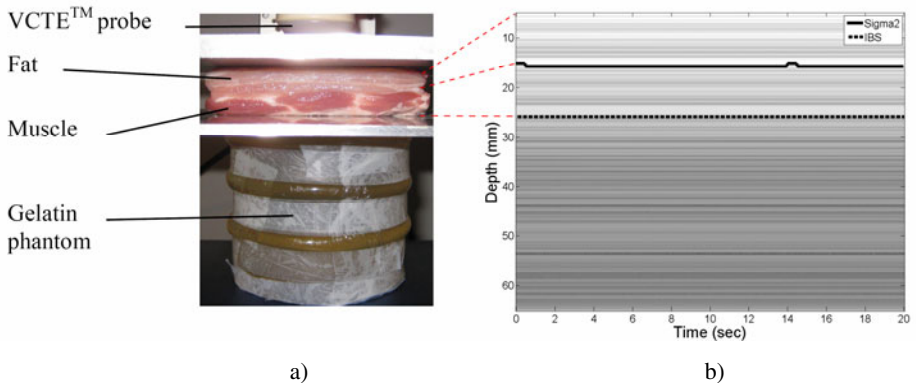 VCTE™ probe
Fat
Muscle
Gelatin
phantom
a)
Sigma2
IBS
Depth (mm)
10
20
30
40
50
60
0 2 4 6 8 10 12 14 16 18 20
Time (sec)
b)